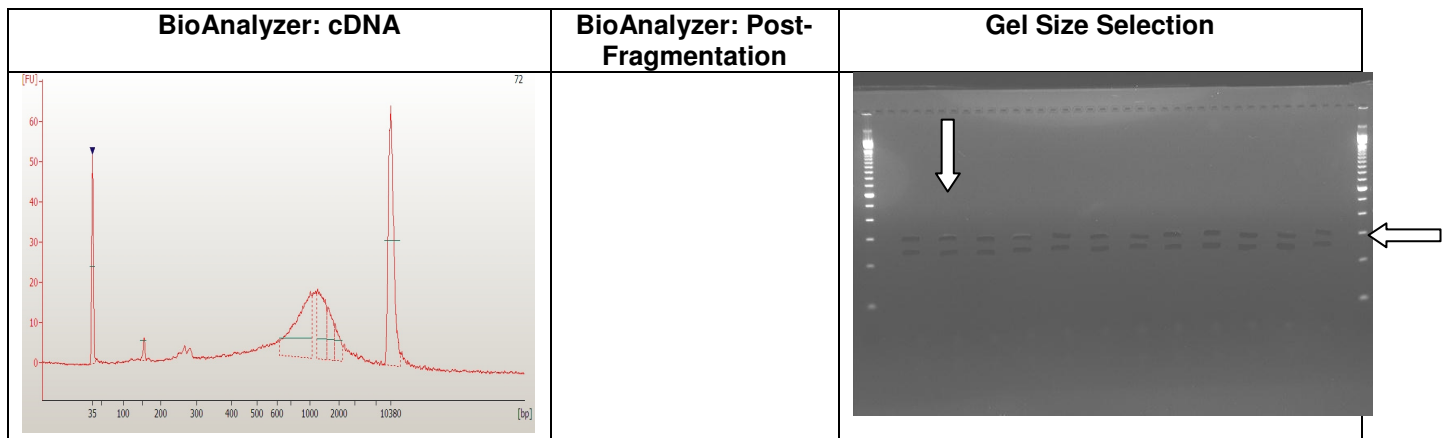 BioAnalyzer: cDNA
BioAnalyzer: Post-
Fragmentation
Gel Size Selection
[FU]
72
60
50
40
30
20
10
0
35 100 200 300 400 500 600 1000 2000 10380 [bp]